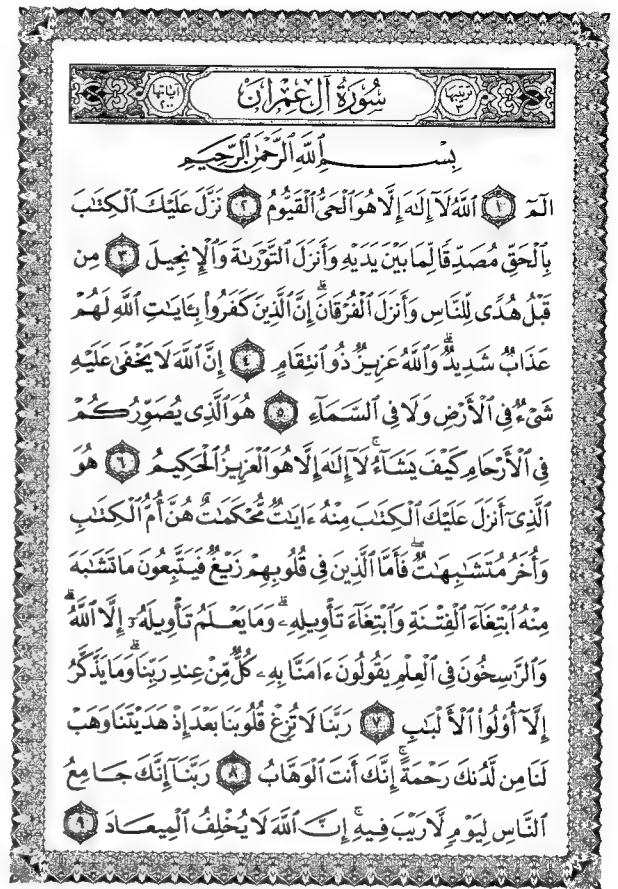 ترتيبها ٣ سُورَةُ آلِ عِمْرَانَ آياتها ٢٠٠
بِسْمِ ٱللَّهِ ٱلرَّحْمَٰنِ ٱلرَّحِيمِ
الٓمٓ ١ ٱللَّهُ لَآ إِلَٰهَ إِلَّا هُوَ ٱلْحَىُّ ٱلْقَيُّومُ ٢ نَزَّلَ عَلَيْكَ ٱلْكِتَٰبَ
بِٱلْحَقِّ مُصَدِّقًا لِّمَا بَيْنَ يَدَيْهِ وَأَنزَلَ ٱلتَّوْرَىٰةَ وَٱلْإِنجِيلَ ٣ مِن
قَبْلُ هُدًى لِّلنَّاسِ وَأَنزَلَ ٱلْفُرْقَانَ ۗ إِنَّ ٱلَّذِينَ كَفَرُوا۟ بِـَٔايَٰتِ ٱللَّهِ لَهُمْ
عَذَابٌ شَدِيدٌ ۗ وَٱللَّهُ عَزِيزٌ ذُو ٱنتِقَامٍ ٤ إِنَّ ٱللَّهَ لَا يَخْفَىٰ عَلَيْهِ
شَىْءٌ فِى ٱلْأَرْضِ وَلَا فِى ٱلسَّمَآءِ ٥ هُوَ ٱلَّذِى يُصَوِّرُكُمْ
فِى ٱلْأَرْحَامِ كَيْفَ يَشَآءُ ۚ لَآ إِلَٰهَ إِلَّا هُوَ ٱلْعَزِيزُ ٱلْحَكِيمُ ٦ هُوَ
ٱلَّذِىٓ أَنزَلَ عَلَيْكَ ٱلْكِتَٰبَ مِنْهُ ءَايَٰتٌ مُّحْكَمَٰتٌ هُنَّ أُمُّ ٱلْكِتَٰبِ
وَأُخَرُ مُتَشَٰبِهَٰتٌ ۖ فَأَمَّا ٱلَّذِينَ فِى قُلُوبِهِمْ زَيْغٌ فَيَتَّبِعُونَ مَا تَشَٰبَهَ
مِنْهُ ٱبْتِغَآءَ ٱلْفِتْنَةِ وَٱبْتِغَآءَ تَأْوِيلِهِۦ ۗ وَمَا يَعْلَمُ تَأْوِيلَهُۥٓ إِلَّا ٱللَّهُ ۗ
وَٱلرَّٰسِخُونَ فِى ٱلْعِلْمِ يَقُولُونَ ءَامَنَّا بِهِۦ كُلٌّ مِّنْ عِندِ رَبِّنَا ۗ وَمَا يَذَّكَّرُ
إِلَّآ أُو۟لُوا۟ ٱلْأَلْبَٰبِ ٧ رَبَّنَا لَا تُزِغْ قُلُوبَنَا بَعْدَ إِذْ هَدَيْتَنَا وَهَبْ
لَنَا مِن لَّدُنكَ رَحْمَةً ۚ إِنَّكَ أَنتَ ٱلْوَهَّابُ ٨ رَبَّنَآ إِنَّكَ جَامِعُ
ٱلنَّاسِ لِيَوْمٍ لَّا رَيْبَ فِيهِ ۚ إِنَّ ٱللَّهَ لَا يُخْلِفُ ٱلْمِيعَادَ ٩